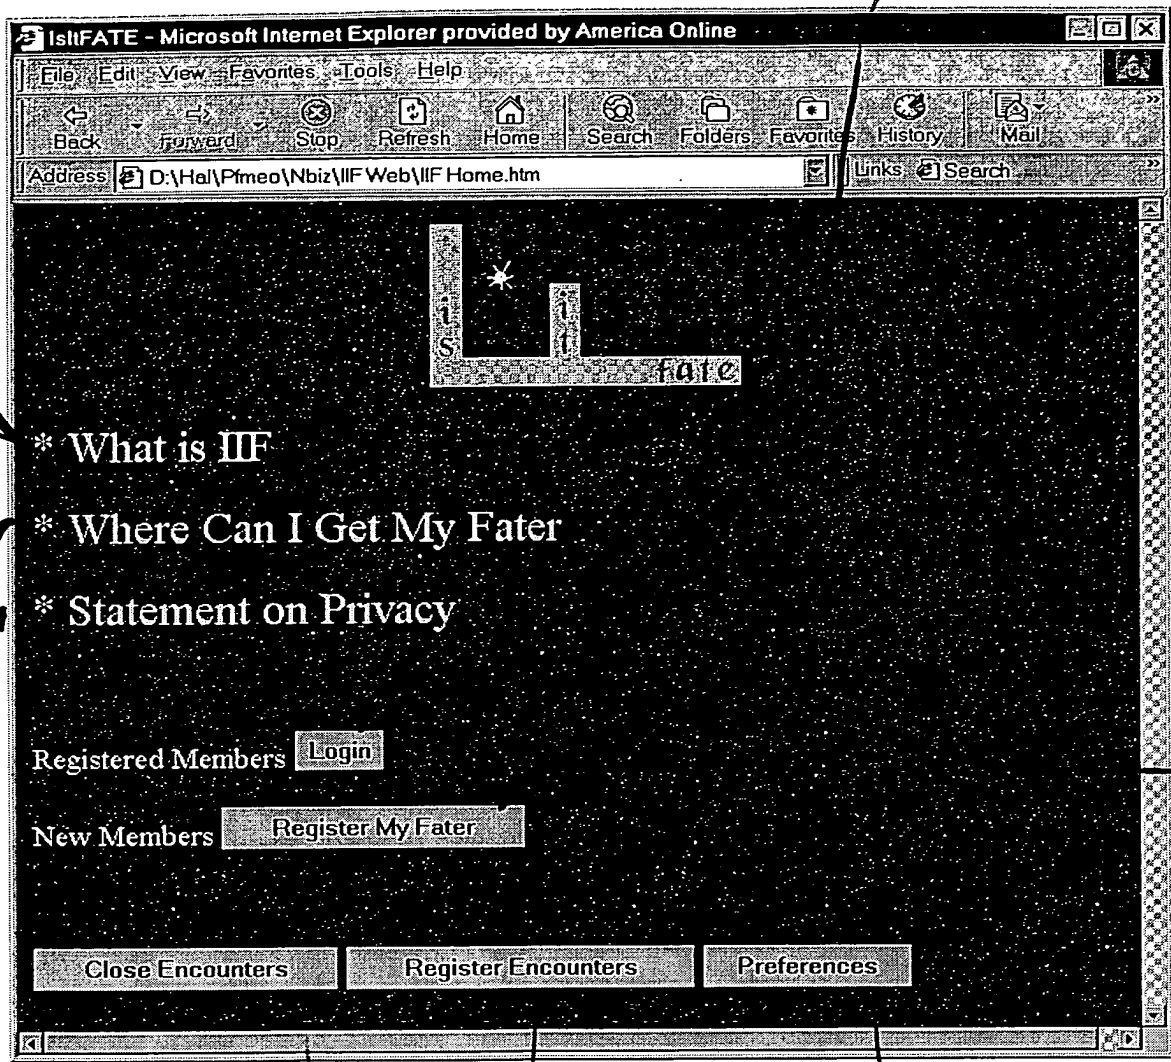 IsItFATE - Microsoft Internet Explorer provided by America Online
File Edit View Favorites Tools Help
Back Forward Stop Refresh Home Search Folders Favorites History Mail
Address D:\Hal\Pfmeo\Nbiz\IIFWeb\IIF Home.htm Links Search
is it fate
* What is IIF
* Where Can I Get My Fater
* Statement on Privacy
Registered Members Login
New Members Register My Fater
Close Encounters Register Encounters Preferences